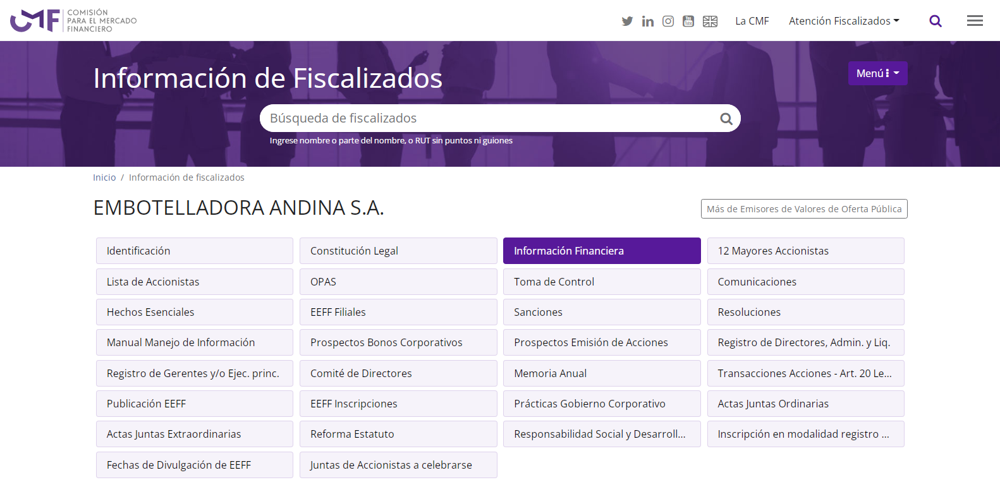 CMF COMISIÓN
PARA EL MERCADO
FINANCIERO
La CMF
Atención Fiscalizados
Información de Fiscalizados
Menú
Búsqueda de fiscalizados
Ingrese nombre o parte del nombre, o RUT sin puntos ni guiones
Inicio / Información de fiscalizados
EMBOTELLADORA ANDINA S.A.
Más de Emisores de Valores de Oferta Pública
Identificación
Constitución Legal
Información Financiera
12 Mayores Accionistas
Lista de Accionistas
OPAS
Toma de Control
Comunicaciones
Hechos Esenciales
EEFF Filiales
Sanciones
Resoluciones
Manual Manejo de Información
Prospectos Bonos Corporativos
Prospectos Emisión de Acciones
Registro de Directores, Admin. y Liq.
Registro de Gerentes y/o Ejec. princ.
Comité de Directores
Memoria Anual
Transacciones Acciones - Art. 20 Le...
Publicación EEFF
EEFF Inscripciones
Prácticas Gobierno Corporativo
Actas Juntas Ordinarias
Actas Juntas Extraordinarias
Reforma Estatuto
Responsabilidad Social y Desarroll...
Inscripción en modalidad registro ...
Fechas de Divulgación de EEFF
Juntas de Accionistas a celebrarse